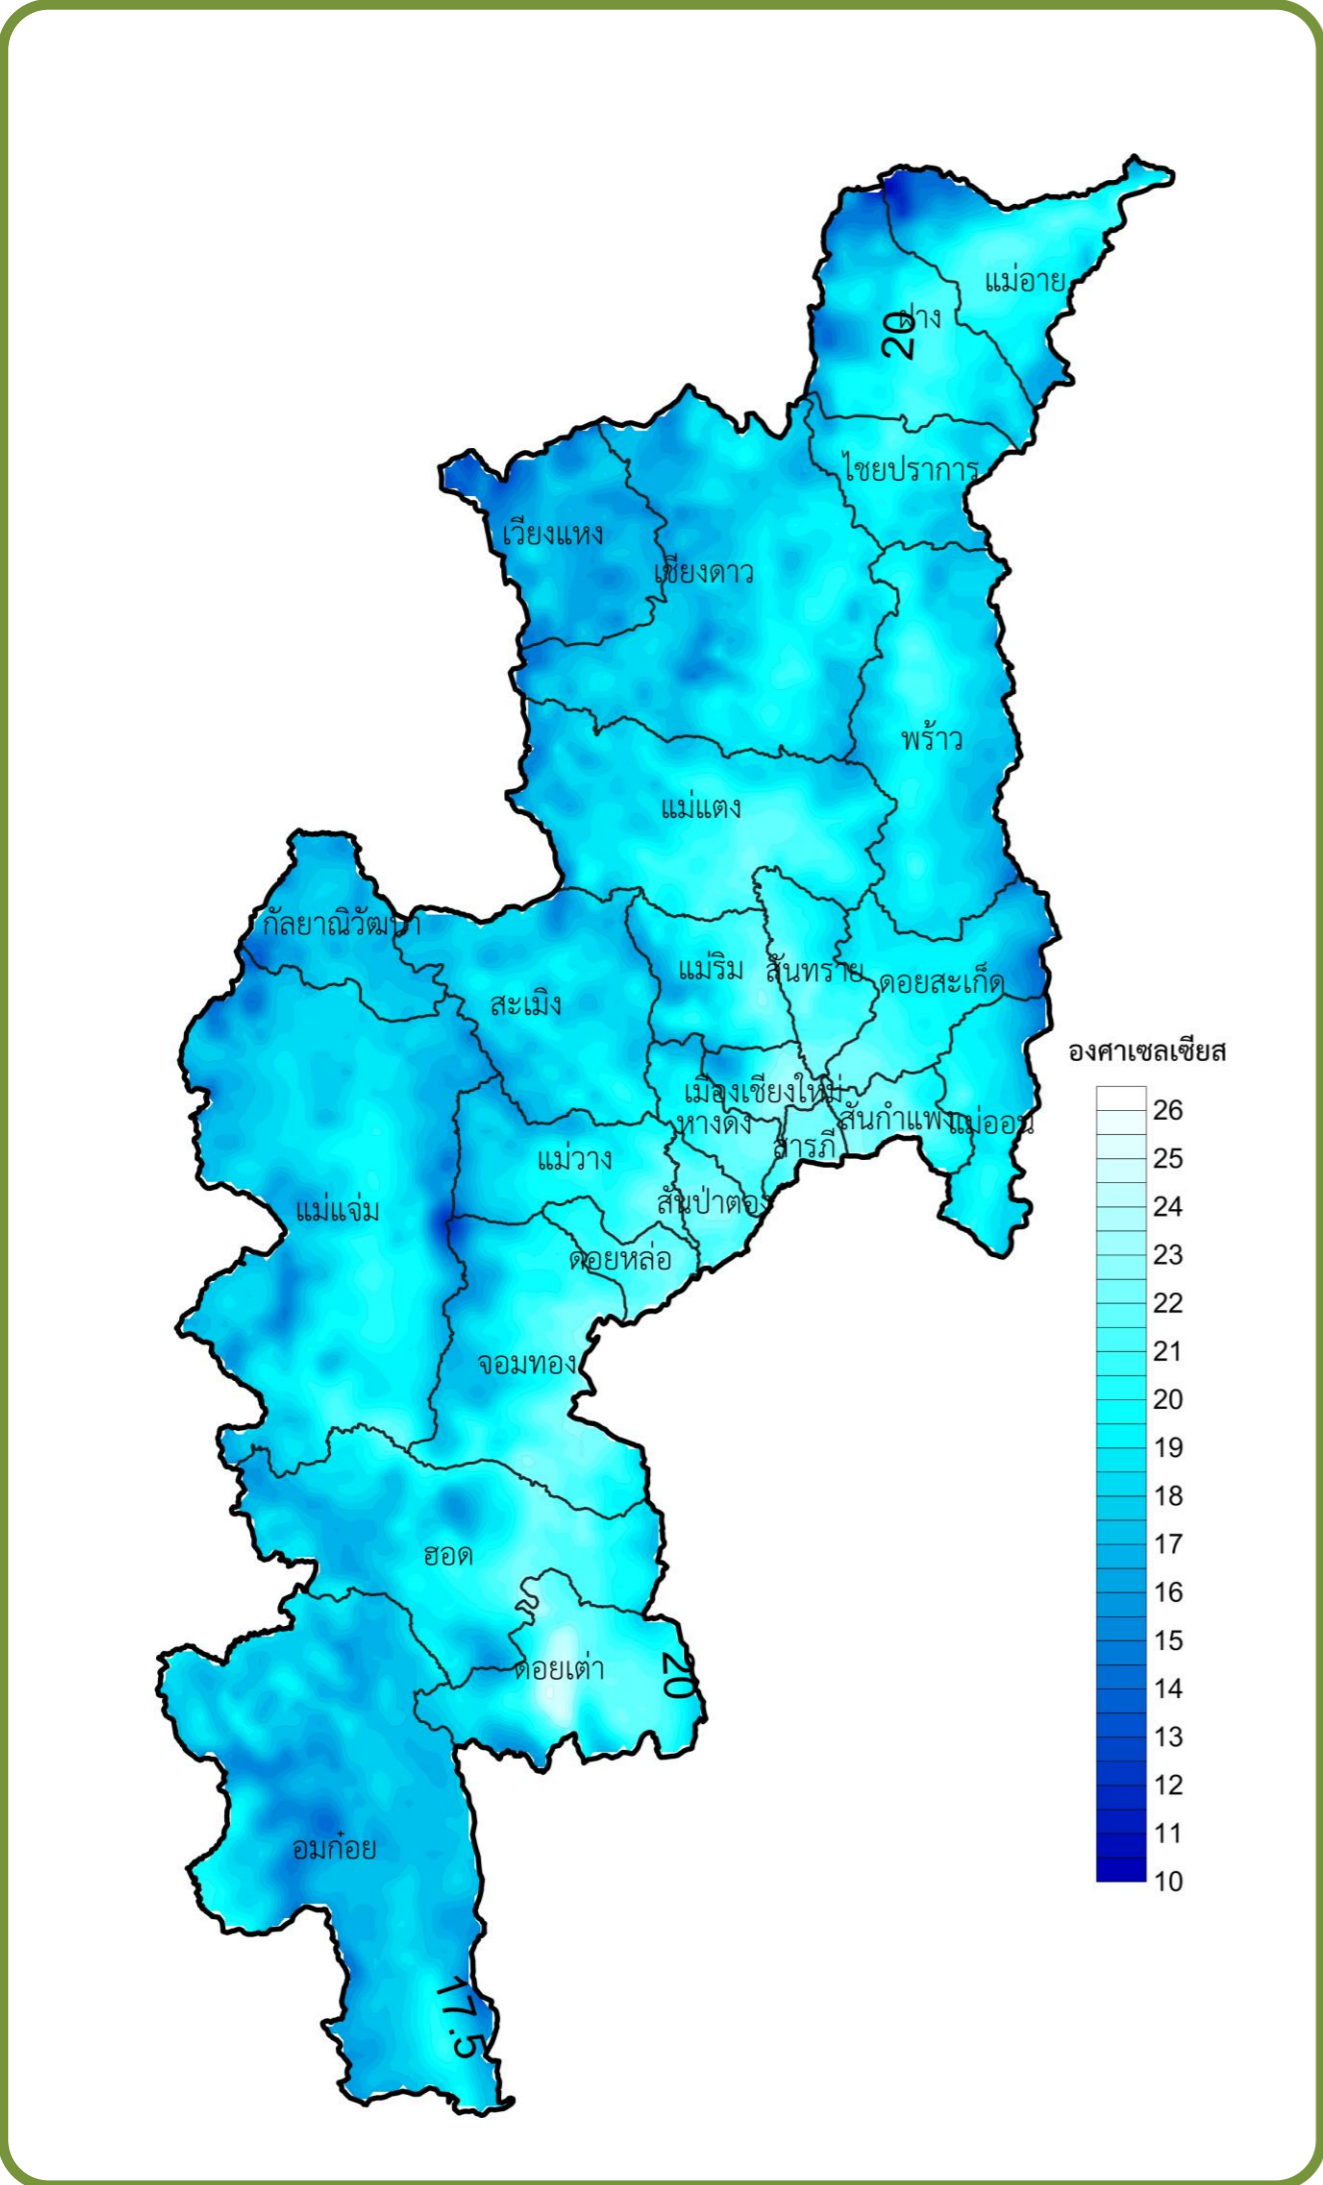 แม่อาย
ฝาง
20
ไชยปราการ
เวียงแหง
เชียงดาว
พร้าว
แม่แตง
กัลยาณิวัฒนา
แม่ริม
สันทราย
ดอยสะเก็ด
สะเมิง
องศาเซลเซียส
เมืองเชียงใหม่
หางดง
สันกำแพง
แม่ออน
สารภี
แม่วาง
สันป่าตอง
แม่แจ่ม
ดอยหล่อ
จอมทอง
ฮอด
ดอยเต่า
20
อมก๋อย
17.5
26
25
24
23
22
21
20
19
18
17
16
15
14
13
12
11
10